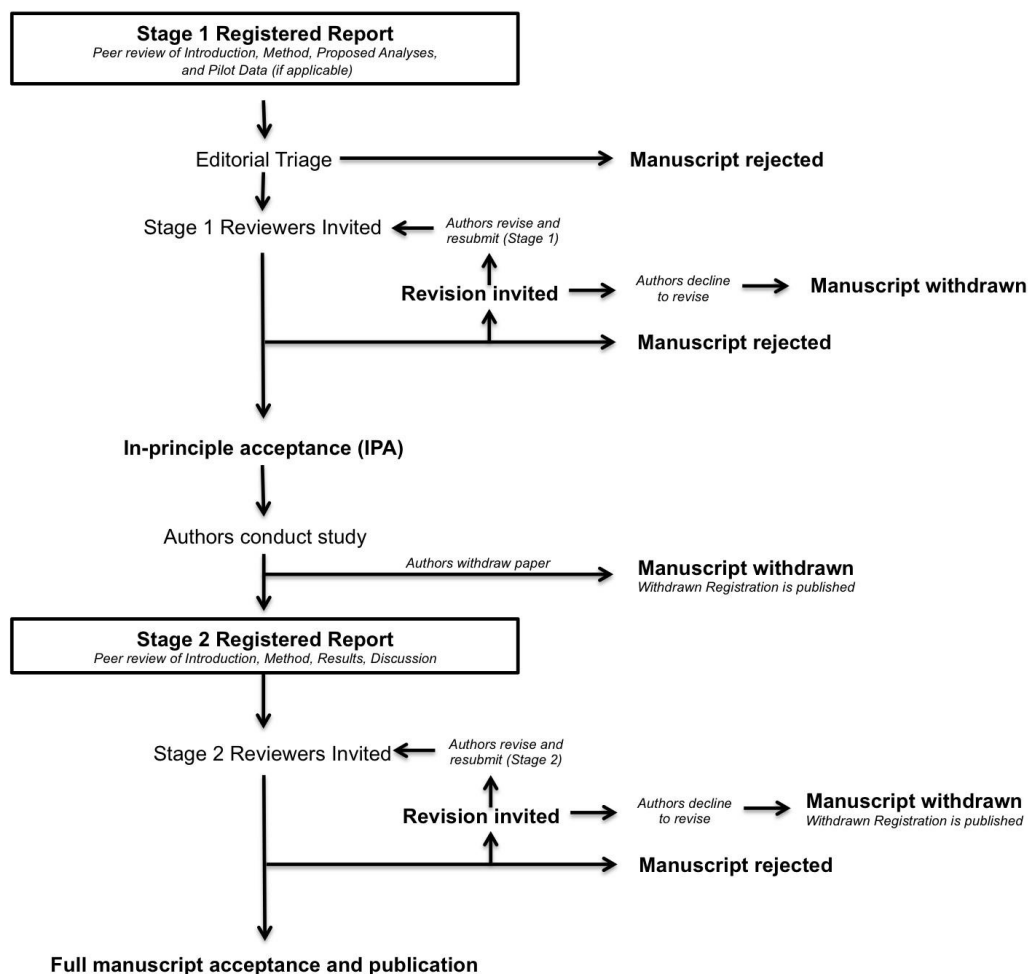 Stage 1 Registered Report
Peer review of Introduction, Method, Proposed Analyses,
and Pilot Data (if applicable)
Editorial Triage
Manuscript rejected
Stage 1 Reviewers Invited
Authors revise and
resubmit (Stage 1)
Revision invited
Authors decline
to revise
Manuscript withdrawn
Manuscript rejected
In-principle acceptance (IPA)
Authors conduct study
Authors withdraw paper
Manuscript withdrawn
Withdrawn Registration is published
Stage 2 Registered Report
Peer review of Introduction, Method, Results, Discussion
Stage 2 Reviewers Invited
Authors revise and
resubmit (Stage 2)
Revision invited
Authors decline
to revise
Manuscript withdrawn
Withdrawn Registration is published
Manuscript rejected
Full manuscript acceptance and publication